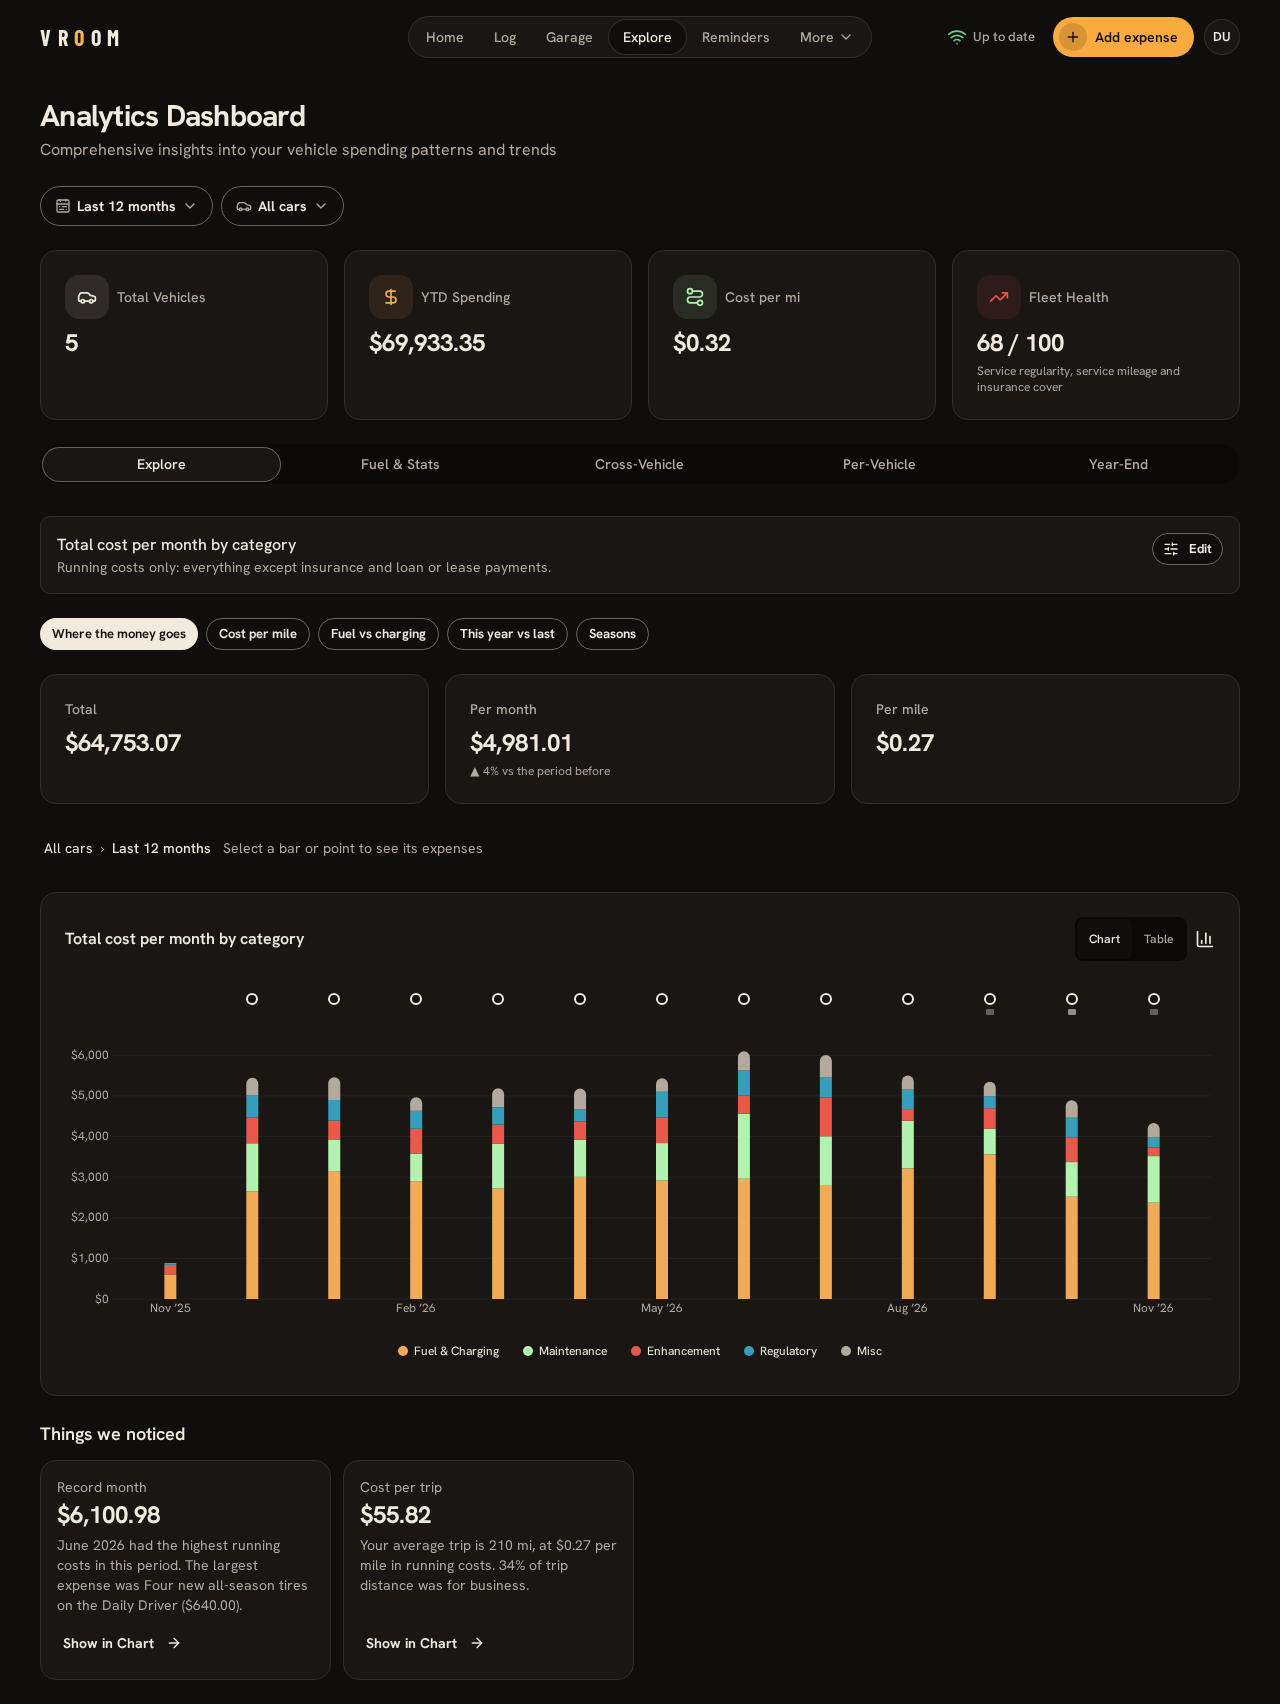 VROOM
Home
Log
Garage
Explore
Reminders
More
Up to date
Add expense
DU
Analytics Dashboard
Comprehensive insights into your vehicle spending patterns and trends
Last 12 months
All cars
Total Vehicles
5
YTD Spending
$69,933.35
Cost per mi
$0.32
Fleet Health
68 / 100
Service regularity, service mileage and
insurance cover
Explore
Fuel & Stats
Cross-Vehicle
Per-Vehicle
Year-End
Total cost per month by category
Running costs only: everything except insurance and loan or lease payments.
Edit
Where the money goes
Cost per mile
Fuel vs charging
This year vs last
Seasons
Total
$64,753.07
Per month
$4,981.01
▲ 4% vs the period before
Per mile
$0.27
All cars › Last 12 months Select a bar or point to see its expenses
Total cost per month by category
Chart
Table
$6,000
$5,000
$4,000
$3,000
$2,000
$1,000
$0
Nov '25
Feb '26
May '26
Aug '26
Nov '26
Fuel & Charging
Maintenance
Enhancement
Regulatory
Misc
Things we noticed
Record month
$6,100.98
June 2026 had the highest running
costs in this period. The largest
expense was Four new all-season tires
on the Daily Driver ($640.00).
Show in Chart
Cost per trip
$55.82
Your average trip is 210 mi, at $0.27 per
mile in running costs. 34% of trip
distance was for business.
Show in Chart